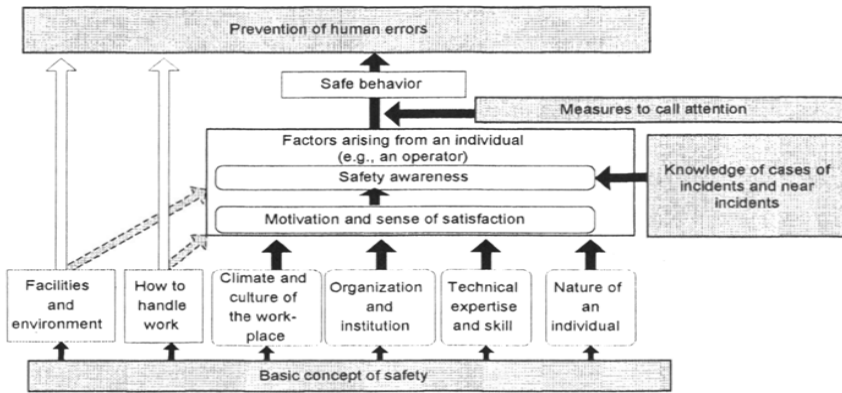 Prevention of human errors
Safe behavior
Measures to call attention
Factors arising from an individual
(e.g., an operator)
Safety awareness
Knowledge of cases of
incidents and near
incidents
Motivation and sense of satisfaction
Facilities
and
environment
How to
handle
work
Climate and
culture of
the work-
place
Organization
and
institution
Technical
expertise
and skill
Nature of
an
individual
Basic concept of safety